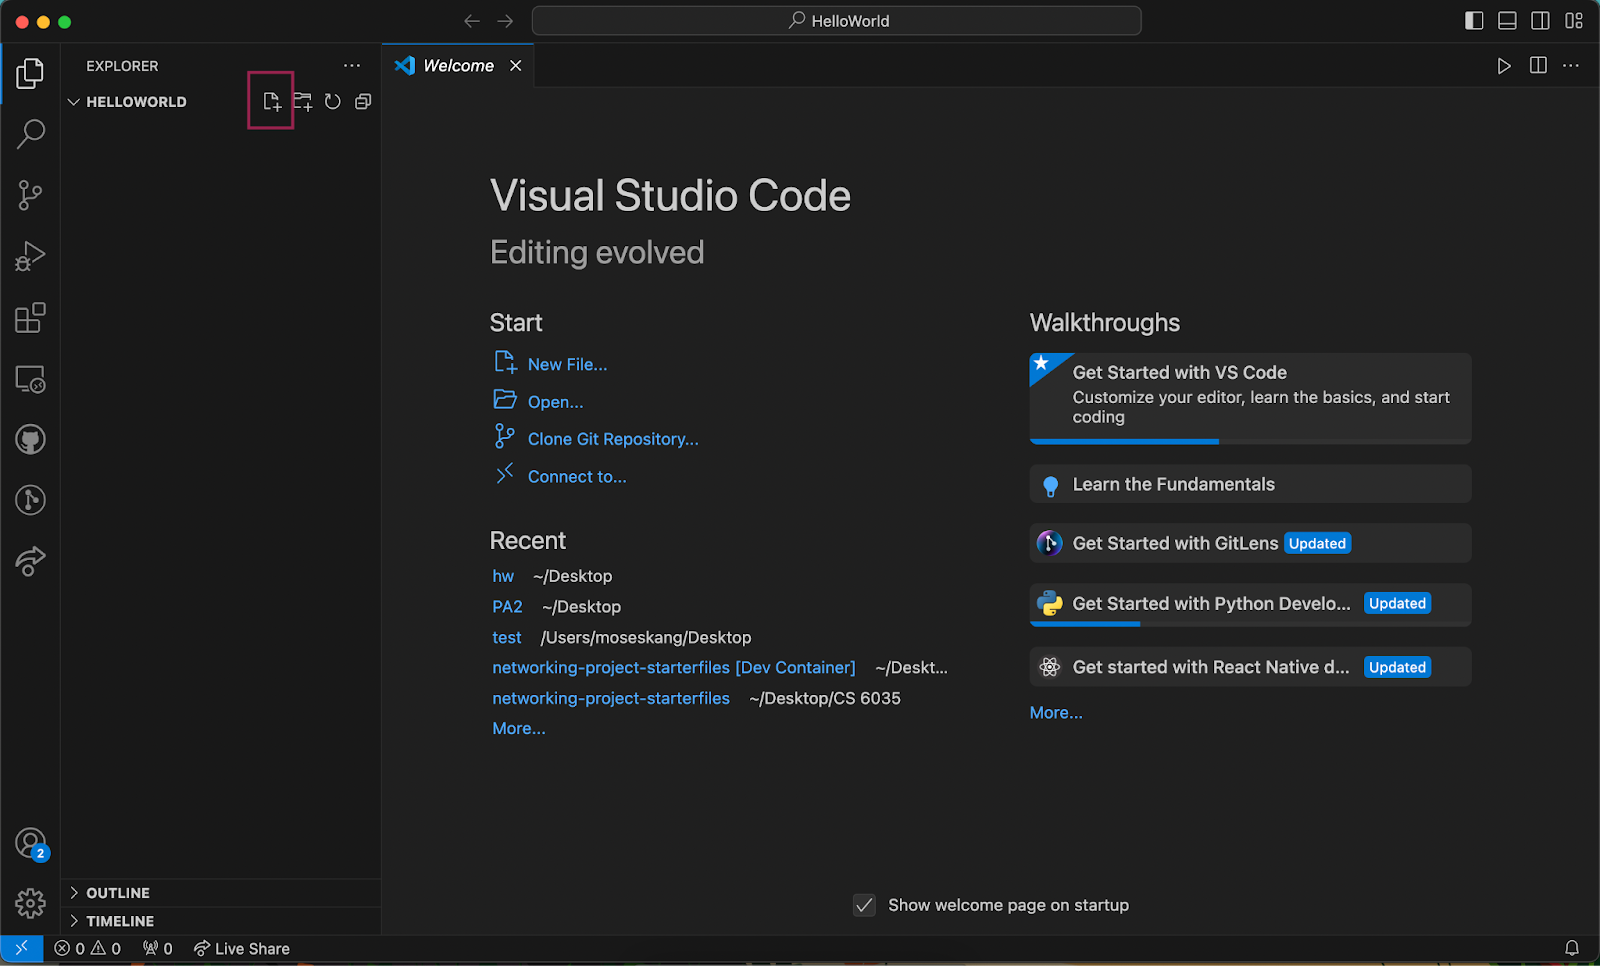 HelloWorld
EXPLORER
Welcome
HELLOWORLD
Visual Studio Code
Editing evolved
Start
New File...
Open...
Clone Git Repository...
Connect to...
Recent
hw ~/Desktop
PA2 ~/Desktop
test /Users/moseskang/Desktop
networking-project-starterfiles [Dev Container] ~/Deskt...
networking-project-starterfiles ~/Desktop/CS 6035
More...
Walkthroughs
Get Started with VS Code
Customize your editor, learn the basics, and start
coding
Learn the Fundamentals
Get Started with GitLens Updated
Get Started with Python Develo... Updated
Get started with React Native d... Updated
More...
2
OUTLINE
TIMELINE
Show welcome page on startup
0 0 0 Live Share